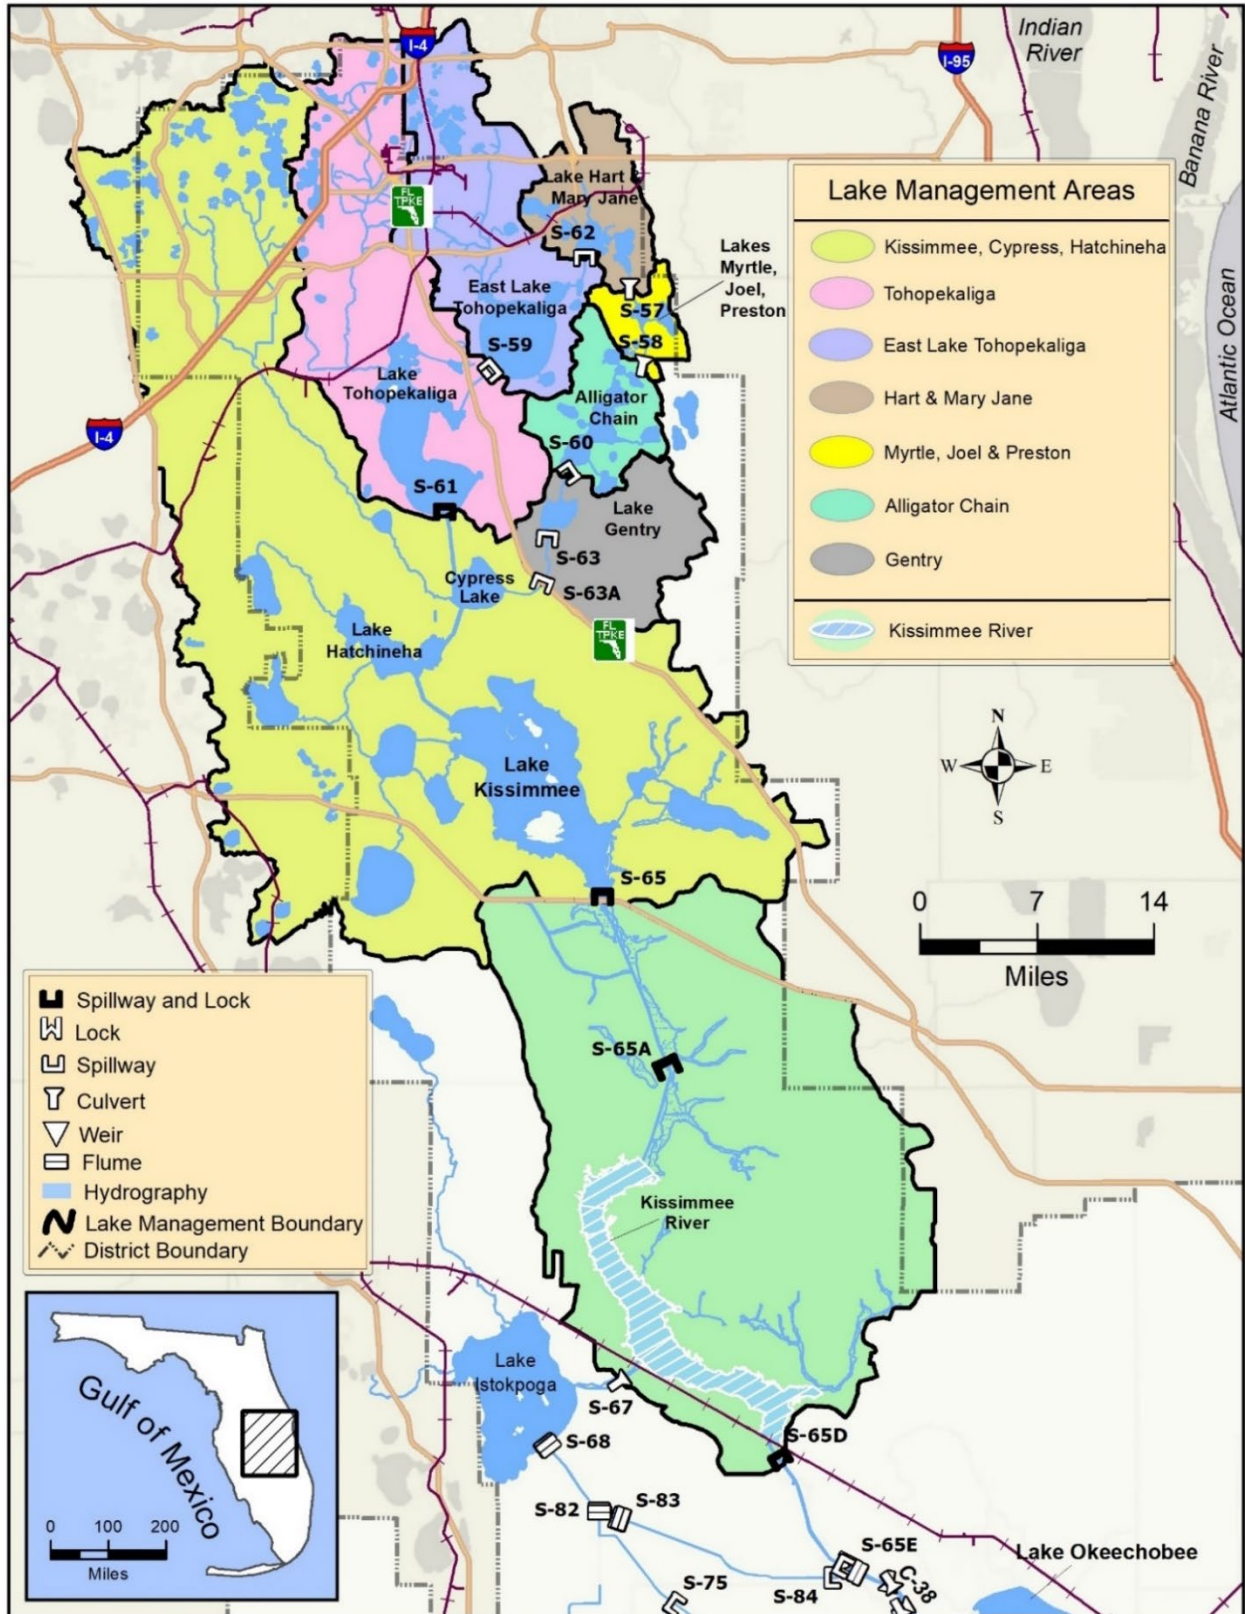 Indian
River
I-4
I-95
Banana River
Lake Management Areas
Kissimmee, Cypress, Hatchineha
Tohopekaliga
East Lake Tohopekaliga
Hart & Mary Jane
Myrtle, Joel & Preston
Alligator Chain
Gentry
Kissimmee River
Atlantic Ocean
Lake Hart
Mary Jane
FL
TPKE
S-62
Lakes
Myrtle,
Joel,
Preston
East Lake
Tohopekaliga
S-57
S-58
S-59
Lake
Tohopekaliga
Alligator
Chain
I-4
S-60
S-61
Lake
Gentry
S-63
Cypress
Lake
S-63A
FL
TPKE
Lake
Hatchineha
N
W
E
S
Lake
Kissimmee
S-65
0 7 14
Miles
Spillway and Lock
Lock
Spillway
Culvert
Weir
Flume
Hydrography
Lake Management Boundary
District Boundary
S-65A
Kissimmee
River
Gulf of Mexico
0 100 200
Miles
Lake
Istokpoga
S-67
S-68
S-65D
S-82
S-83
S-65E
S-84
C-38
S-75
Lake Okeechobee